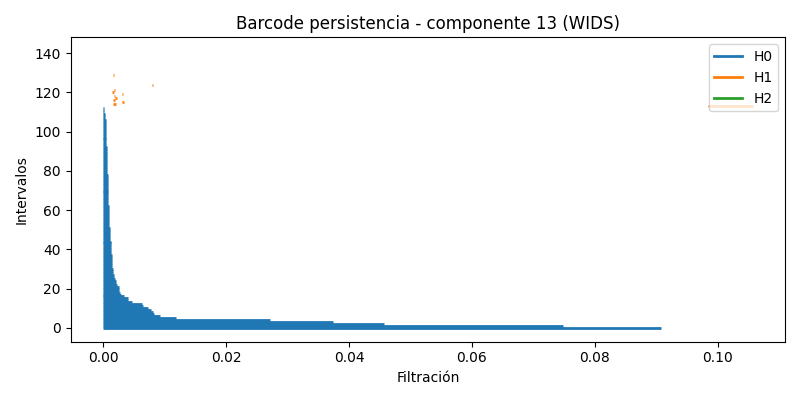 Barcode persistencia - componente 13 (WIDS)
H0
H1
H2
Intervalos
140
120
100
80
60
40
20
0
0.00 0.02 0.04 0.06 0.08 0.10
Filtración